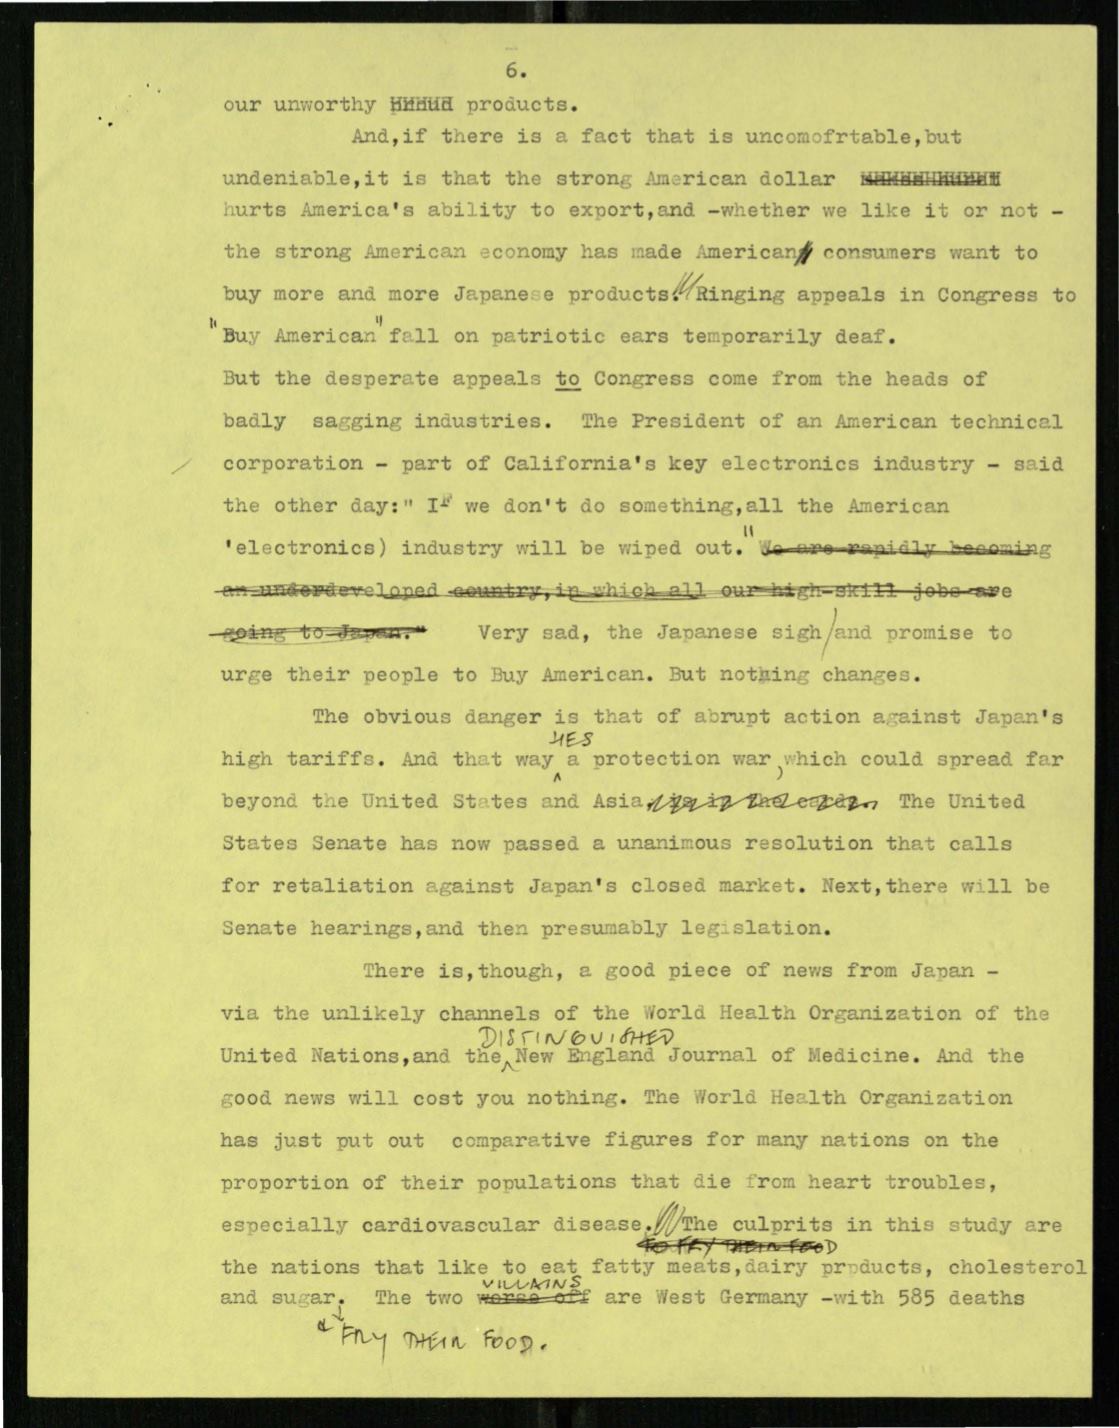 6.
our unworthy products.
And,if there is a fact that is uncomofrtable,but
undeniable,it is that the strong American dollar
hurts America's ability to export,and -whether we like it or not -
the strong American economy has made American consumers want to
buy more and more Japanese products. Ringing appeals in Congress to
"Buy American" fall on patriotic ears temporarily deaf.
But the desperate appeals to Congress come from the heads of
badly sagging industries. The President of an American technical
corporation - part of California's key electronics industry - said
the other day:" IF we don't do something,all the American
'electronics) industry will be wiped out." We are rapidly becoming
an underdeveloped country,in which all our high-skill jobs are
going to Japan." Very sad, the Japanese sigh/and promise to
urge their people to Buy American. But nothing changes.
The obvious danger is that of abrupt action against Japan's
LIES
high tariffs. And that way a protection war, which could spread far
beyond the United States and Asia, The United
States Senate has now passed a unanimous resolution that calls
for retaliation against Japan's closed market. Next,there will be
Senate hearings,and then presumably legislation.
There is,though, a good piece of news from Japan -
via the unlikely channels of the World Health Organization of the
DISTINGUISHED
United Nations,and the New England Journal of Medicine. And the
good news will cost you nothing. The World Health Organization
has just put out comparative figures for many nations on the
proportion of their populations that die from heart troubles,
especially cardiovascular disease. The culprits in this study are
TO FRY THEIR FOOD
the nations that like to eat fatty meats,dairy products, cholesterol
VILLAINS
and sugar. The two worse off are West Germany -with 585 deaths
& FRY THEIR FOOD.